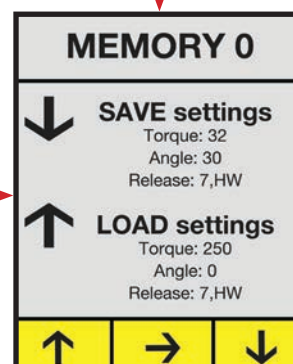 MEMORY 0
SAVE settings
Torque: 32
Angle: 30
Release: 7,HW
LOAD settings
Torque: 250
Angle: 0
Release: 7,HW